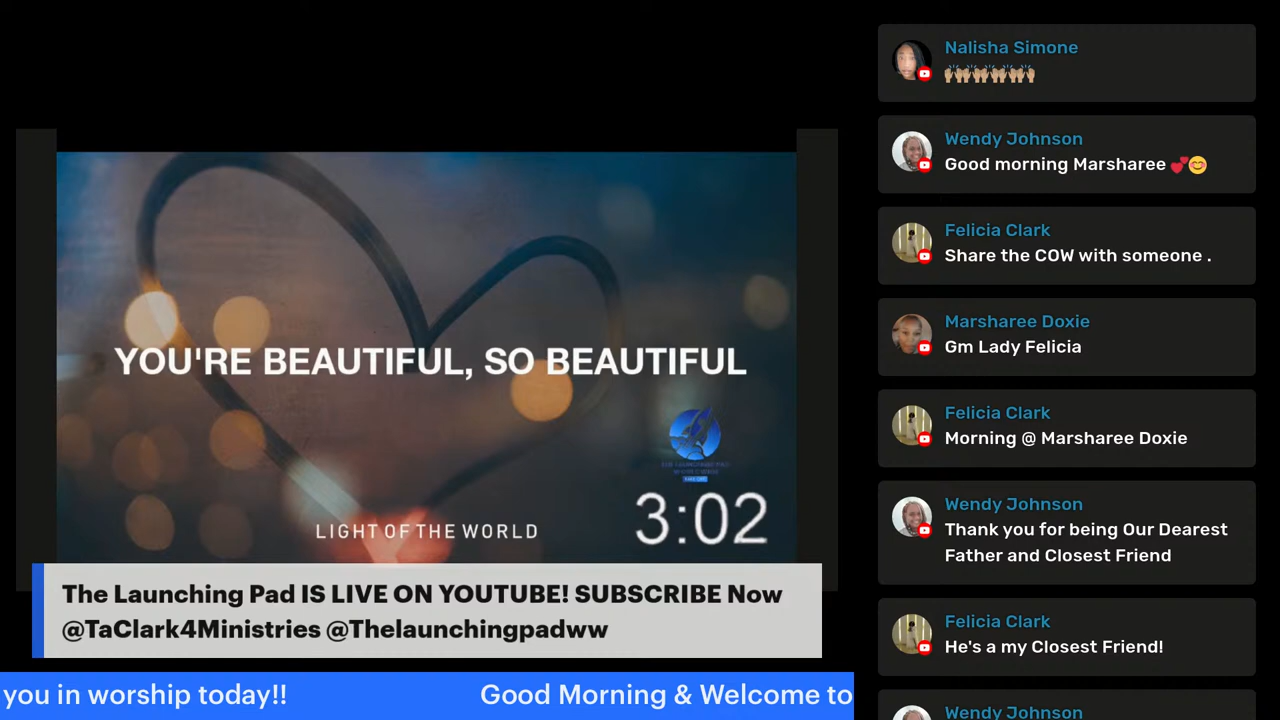 YOU'RE BEAUTIFUL, SO BEAUTIFUL
LIGHT OF THE WORLD
3:02
The Launching Pad IS LIVE ON YOUTUBE! SUBSCRIBE Now
@TaClark4Ministries @Thelaunchingpadww
you in worship today!!
Good Morning & Welcome to
Nalisha Simone
🙌🏽🙌🏽🙌🏽🙌🏽🙌🏽🙌🏽
Wendy Johnson
Good morning Marsharee 💕😊
Felicia Clark
Share the COW with someone .
Marsharee Doxie
Gm Lady Felicia
Felicia Clark
Morning @ Marsharee Doxie
Wendy Johnson
Thank you for being Our Dearest
Father and Closest Friend
Felicia Clark
He's a my Closest Friend!
Wendy Johnson